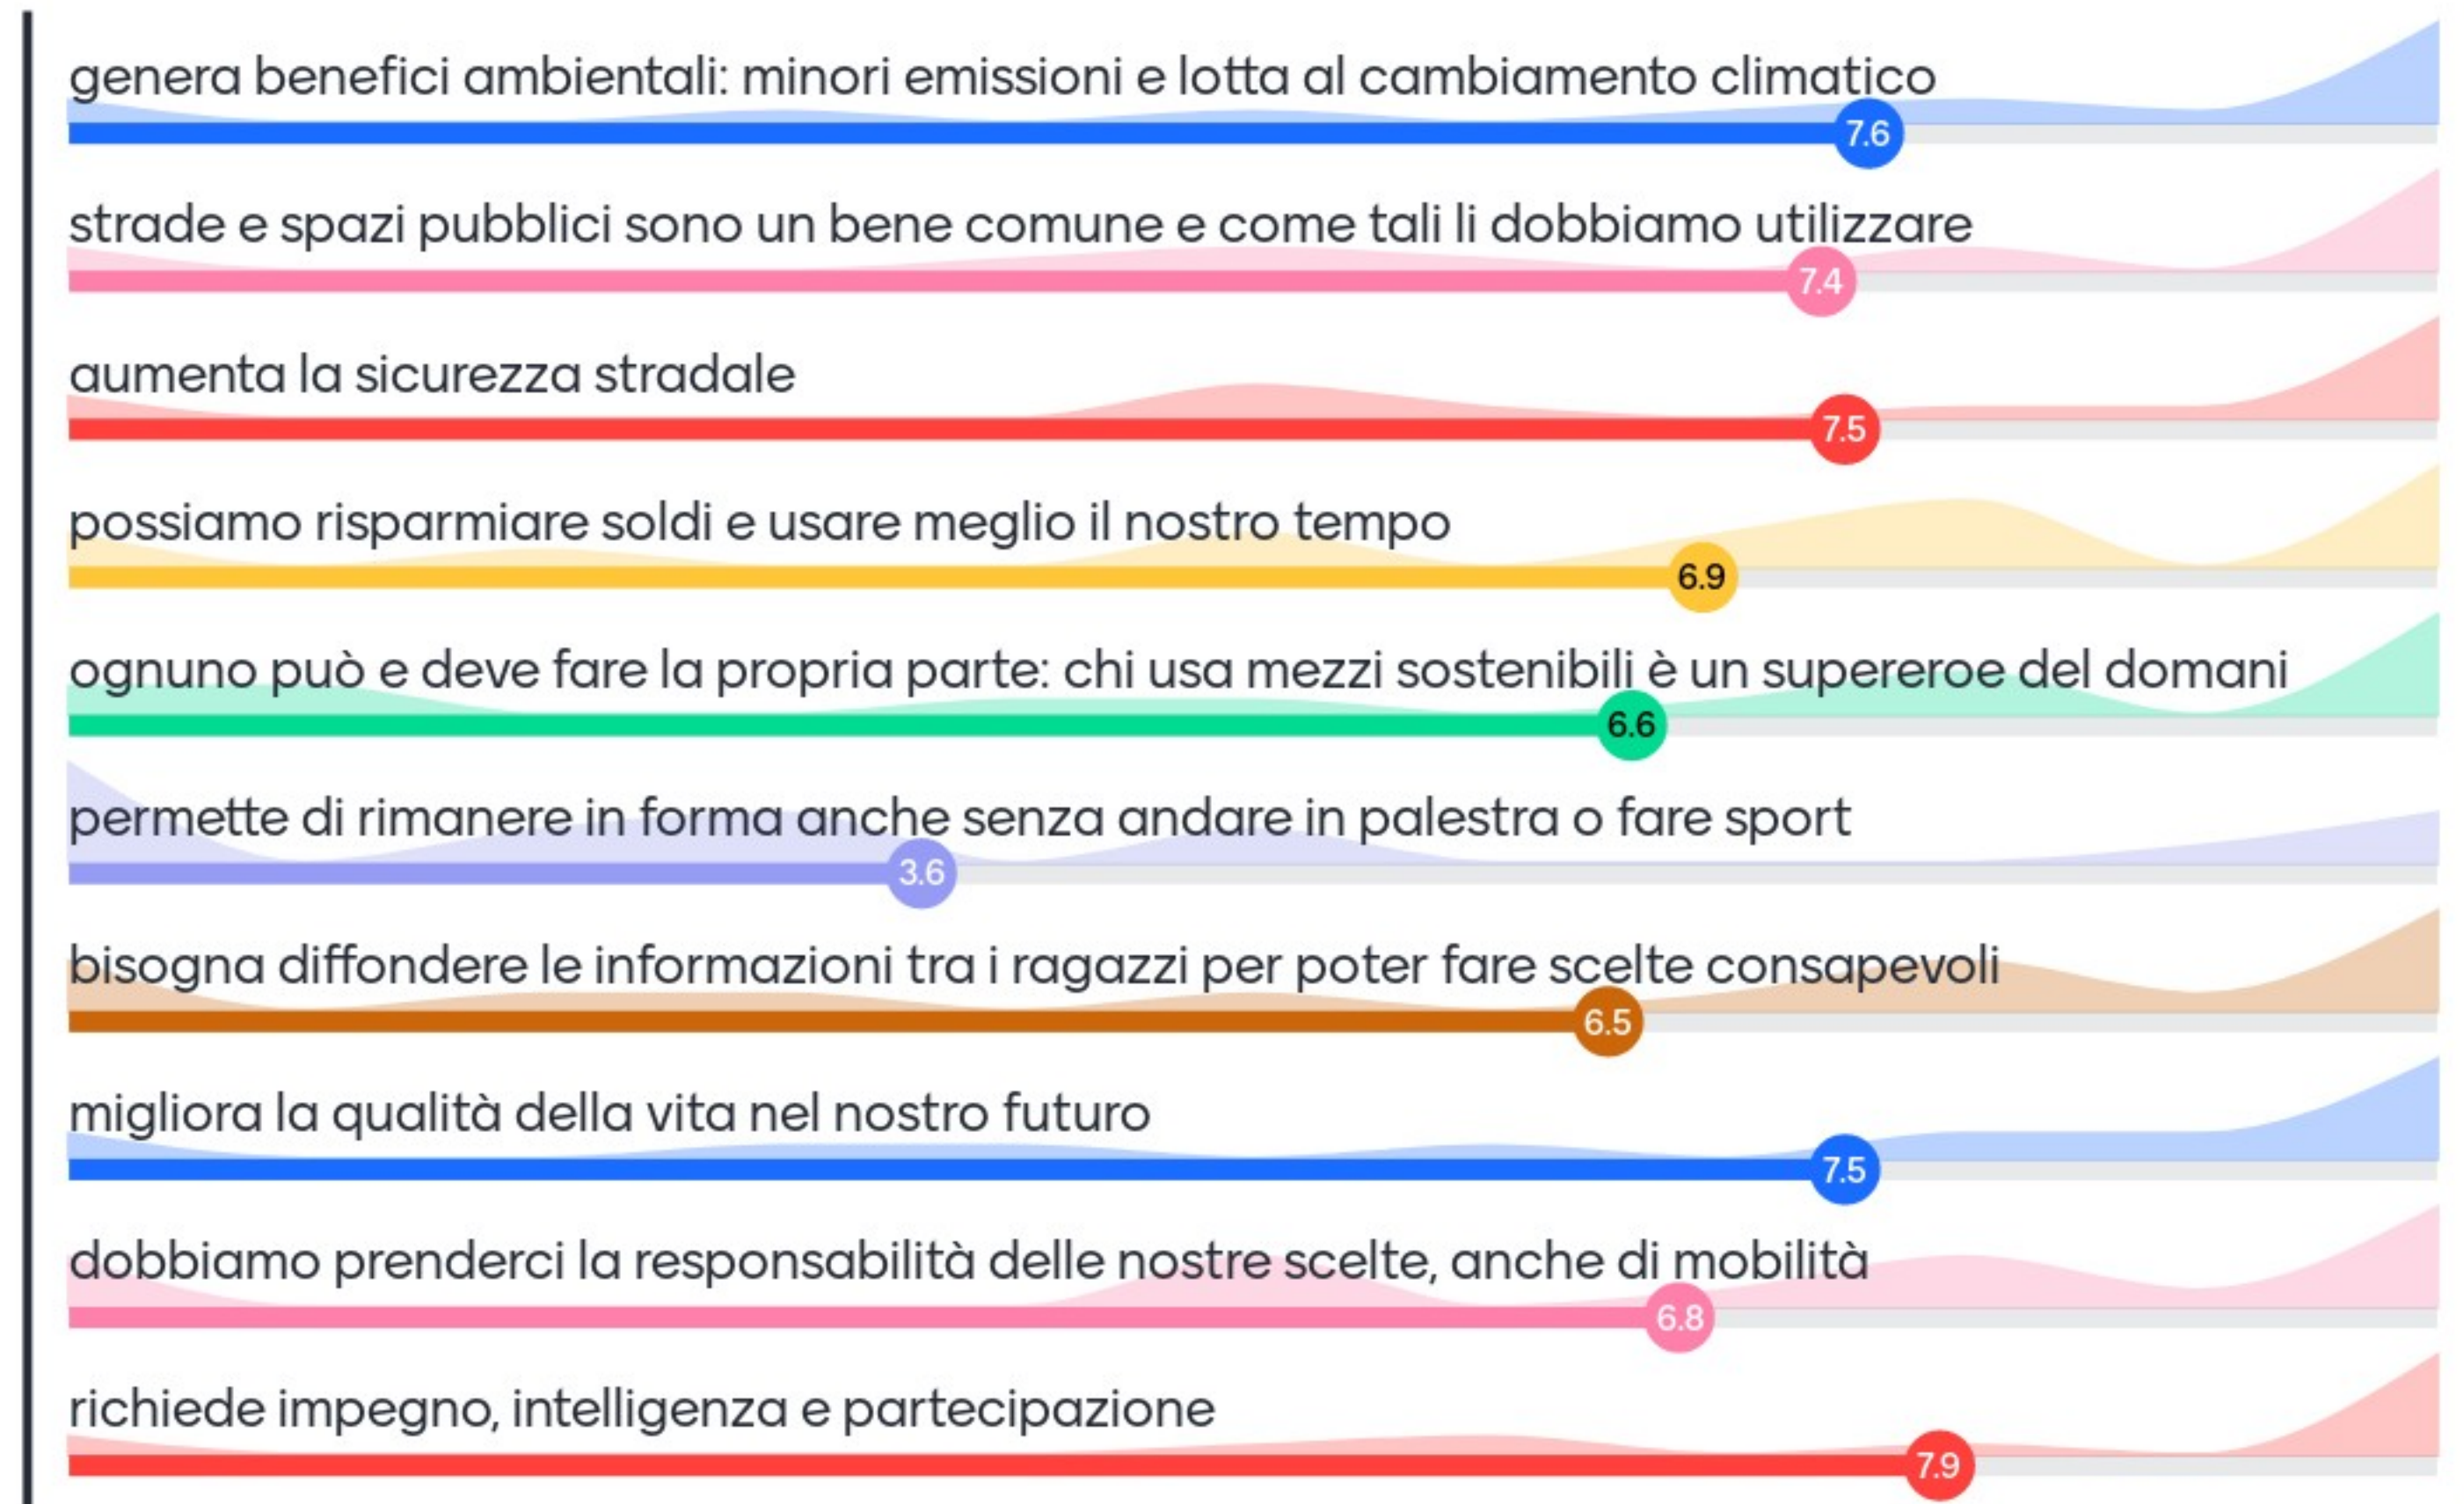 genera benefici ambientali: minori emissioni e lotta al cambiamento climatico
7.6
strade e spazi pubblici sono un bene comune e come tali li dobbiamo utilizzare
7.4
aumenta la sicurezza stradale
7.5
possiamo risparmiare soldi e usare meglio il nostro tempo
6.9
ognuno può e deve fare la propria parte: chi usa mezzi sostenibili è un supereroe del domani
6.6
permette di rimanere in forma anche senza andare in palestra o fare sport
3.6
bisogna diffondere le informazioni tra i ragazzi per poter fare scelte consapevoli
6.5
migliora la qualità della vita nel nostro futuro
7.5
dobbiamo prenderci la responsabilità delle nostre scelte, anche di mobilità
6.8
richiede impegno, intelligenza e partecipazione
7.9